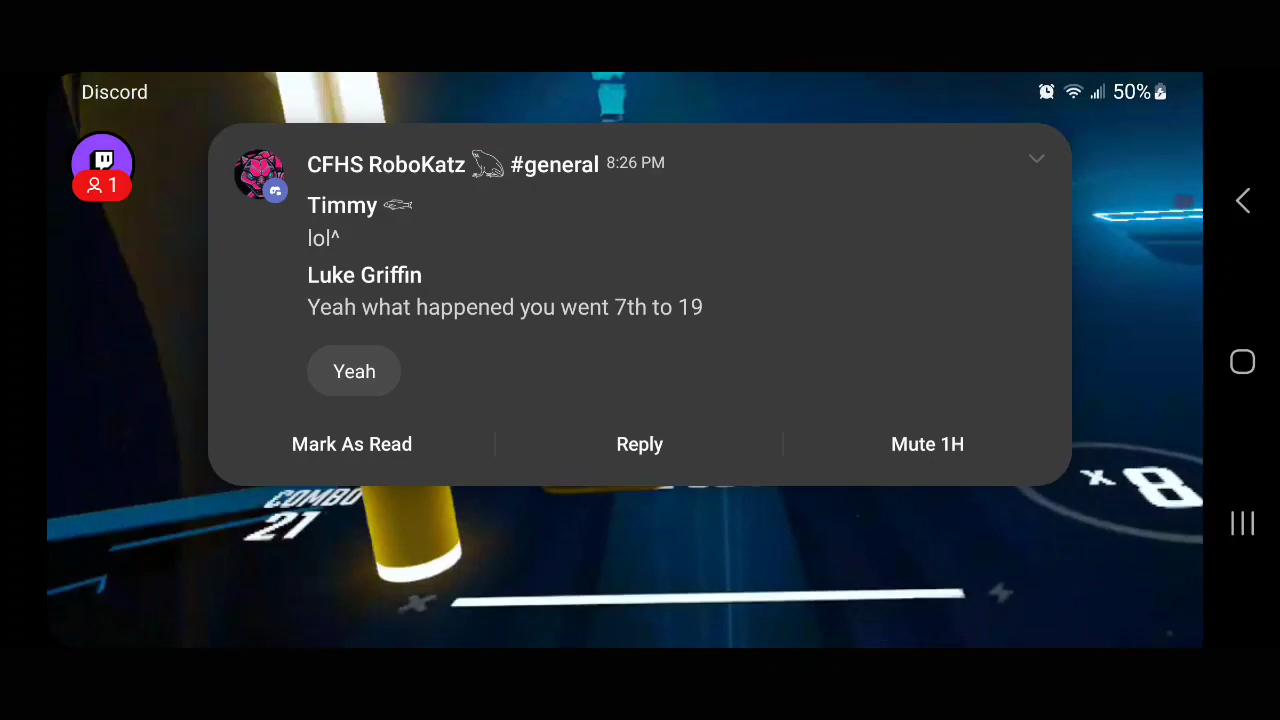 Discord
50%
1
CFHS RoboKatz 🦭 #general 8:26 PM
Timmy 🐟
lol^
Luke Griffin
Yeah what happened you went 7th to 19
Yeah
Mark As Read Reply Mute 1H
x 8
COMBO
21